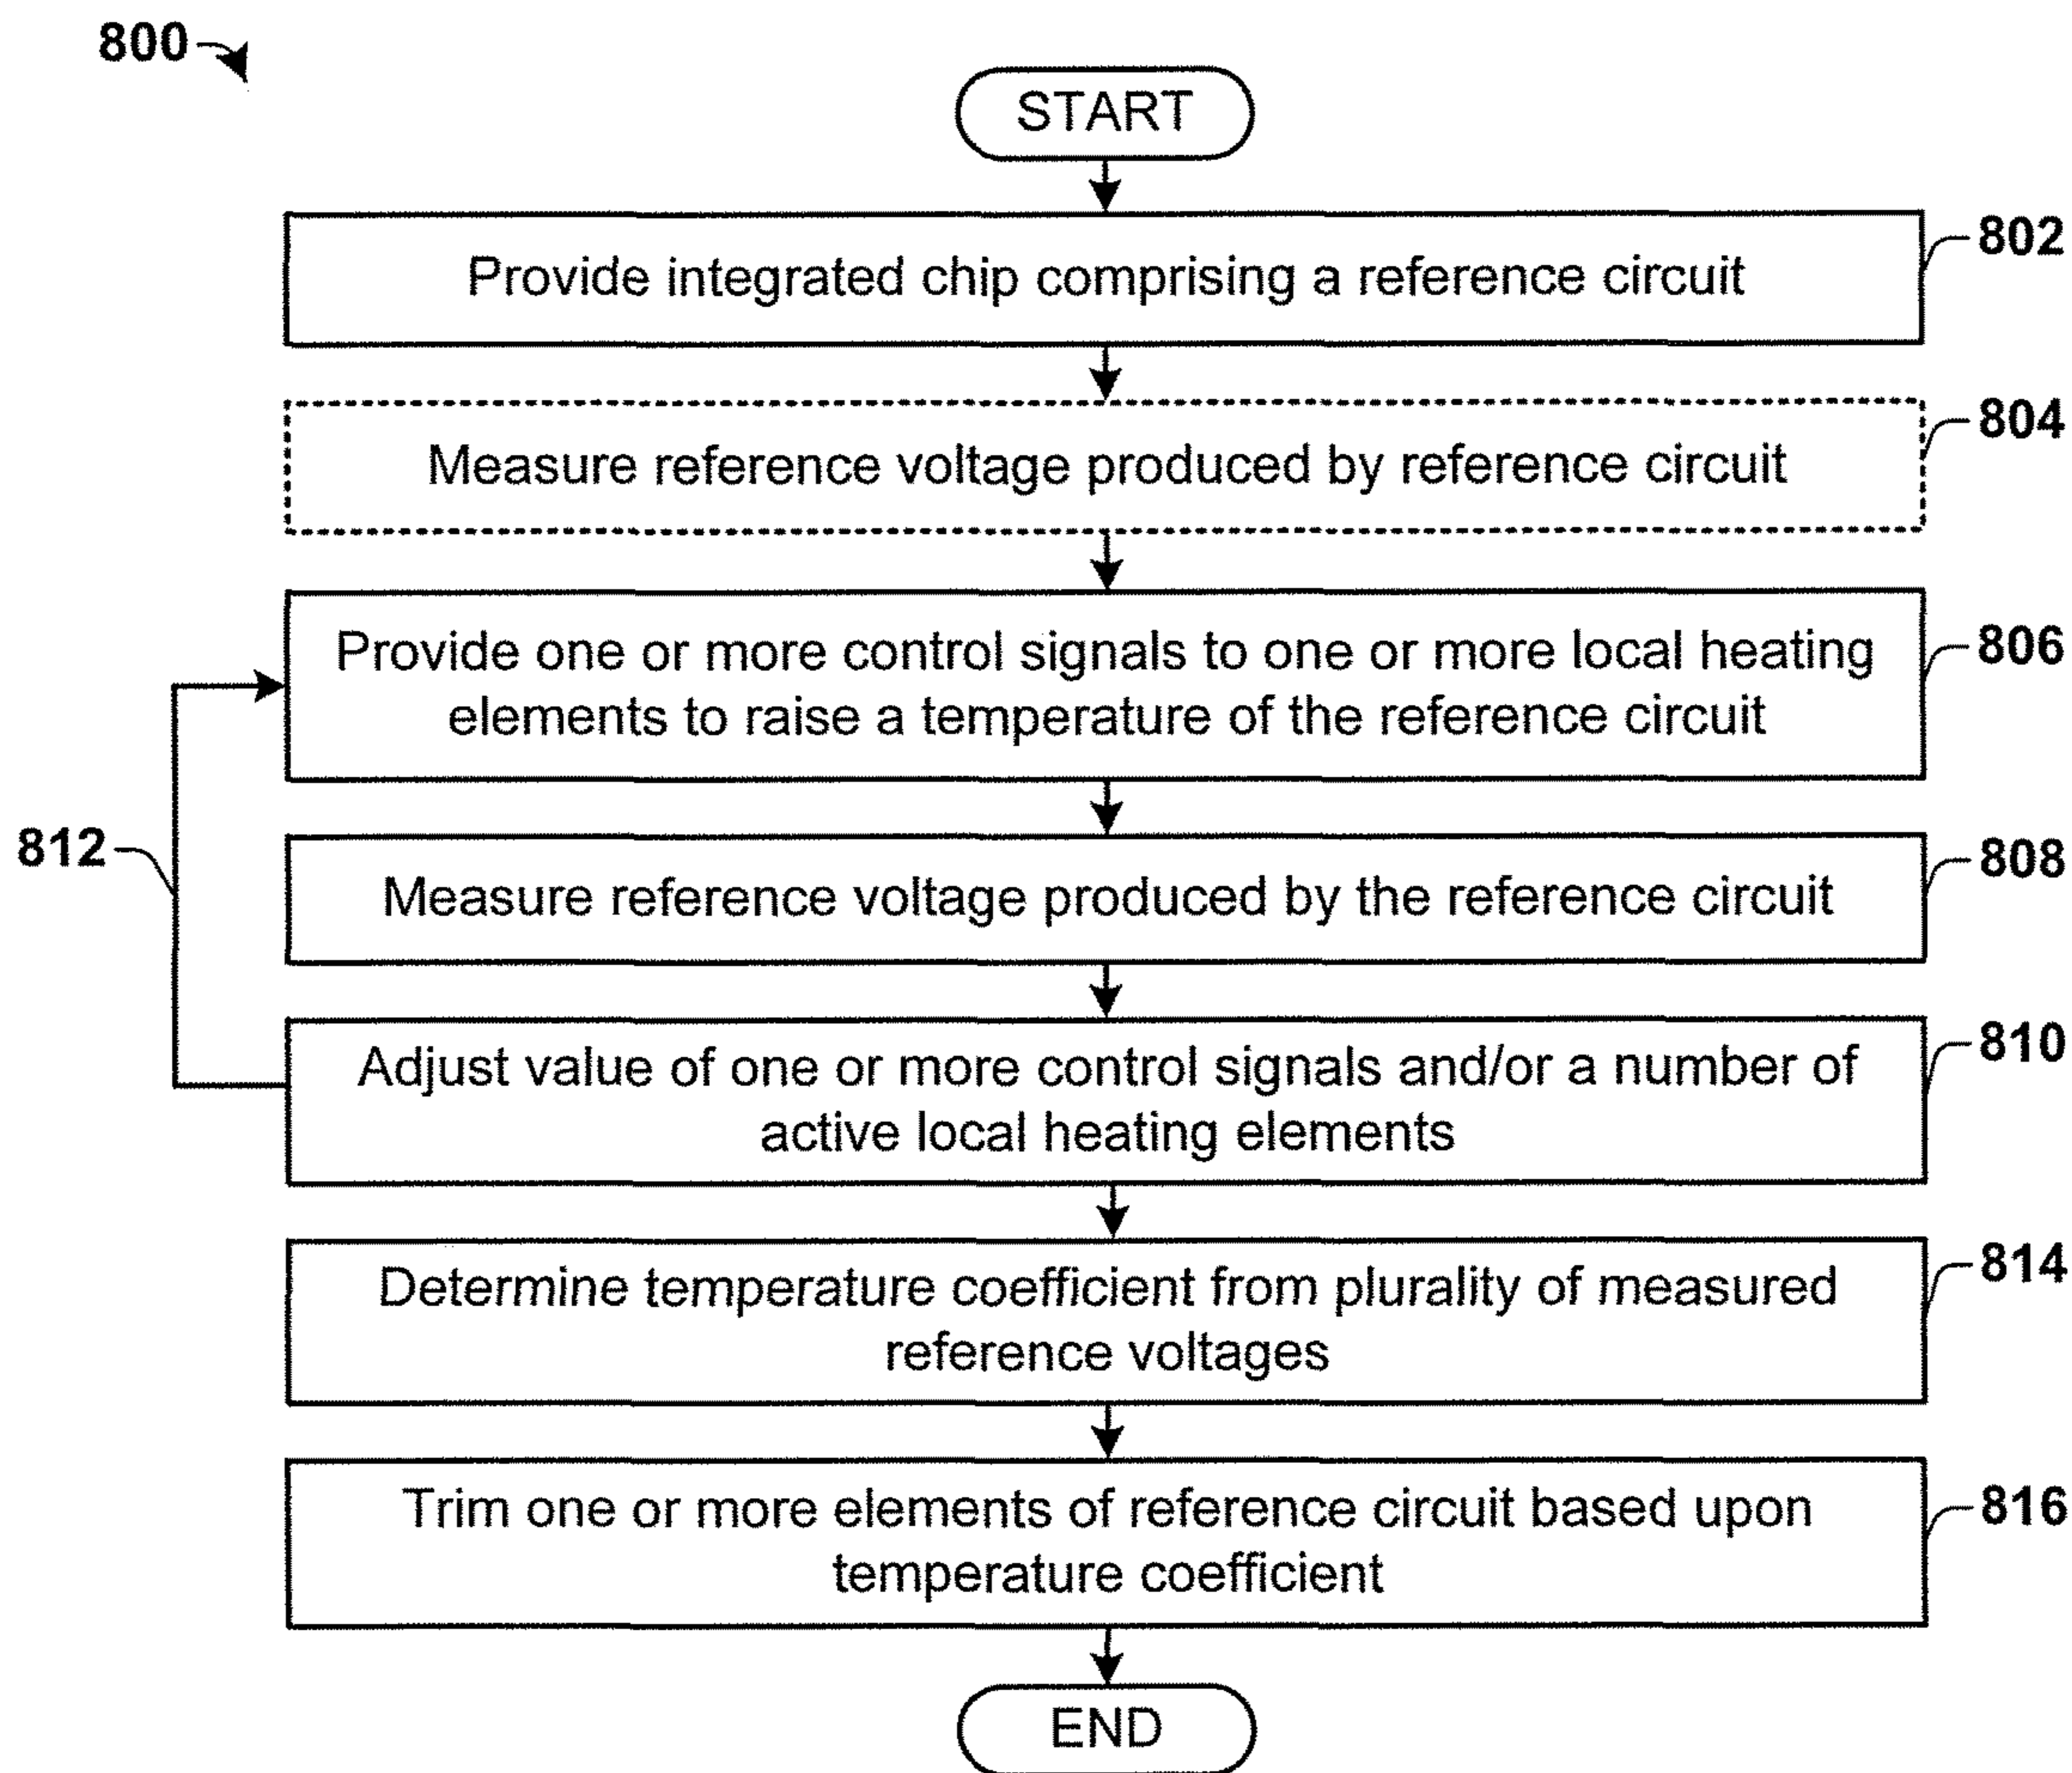 800
START
Provide integrated chip comprising a reference circuit
802
Measure reference voltage produced by reference circuit
804
Provide one or more control signals to one or more local heating
elements to raise a temperature of the reference circuit
806
Measure reference voltage produced by the reference circuit
808
812
Adjust value of one or more control signals and/or a number of
active local heating elements
810
Determine temperature coefficient from plurality of measured
reference voltages
814
Trim one or more elements of reference circuit based upon
temperature coefficient
816
END